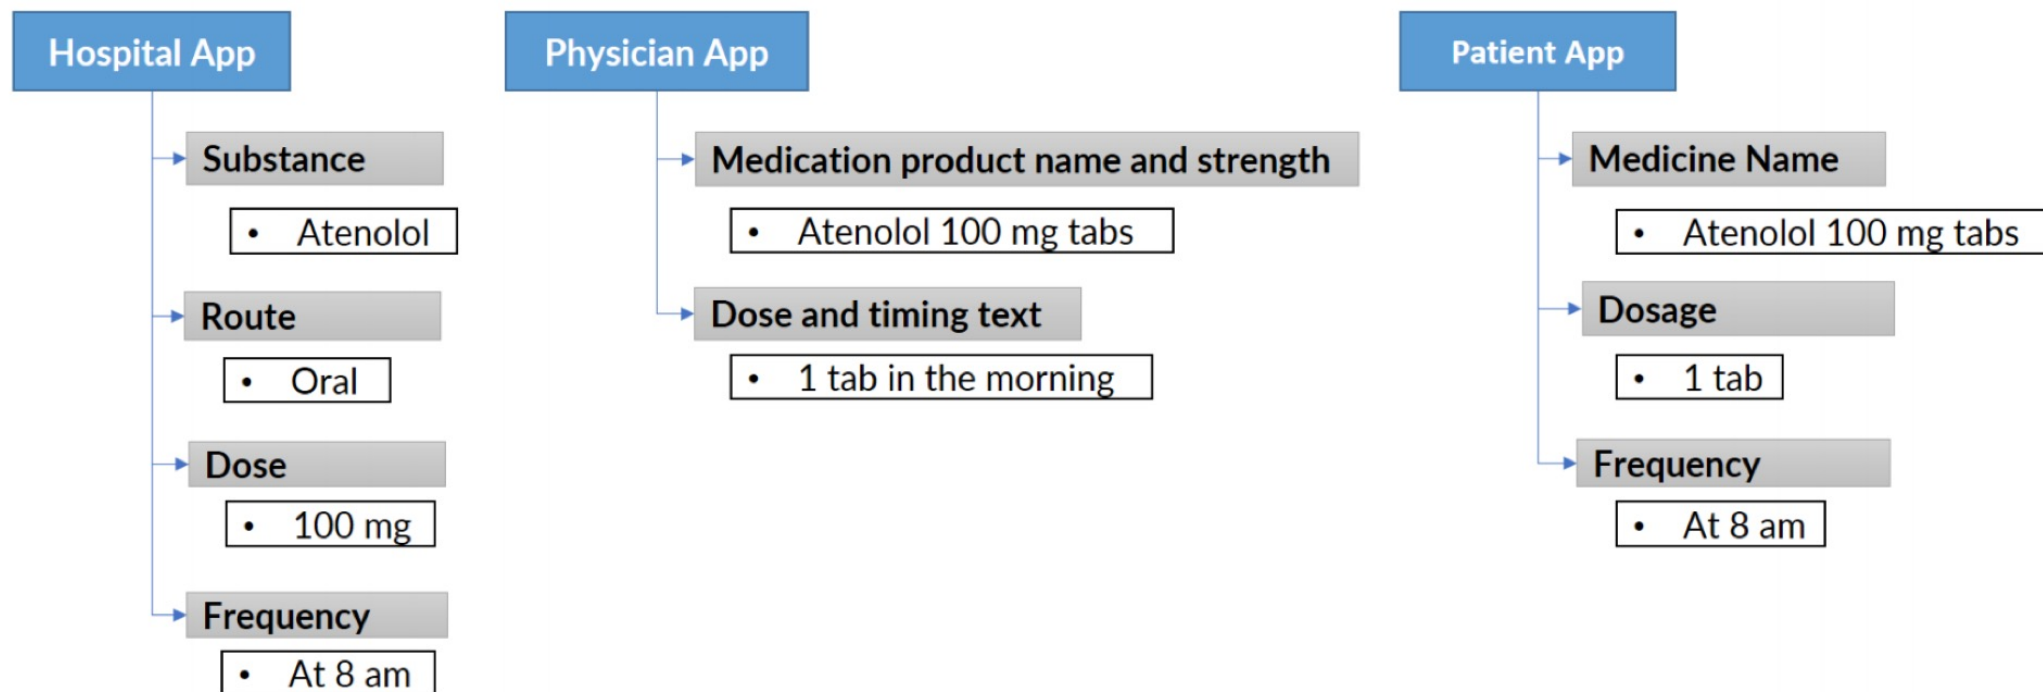 Hospital App
Substance
• Atenolol
Route
• Oral
Dose
• 100 mg
Frequency
• At 8 am
Physician App
Medication product name and strength
• Atenolol 100 mg tabs
Dose and timing text
• 1 tab in the morning
Patient App
Medicine Name
• Atenolol 100 mg tabs
Dosage
• 1 tab
Frequency
• At 8 am